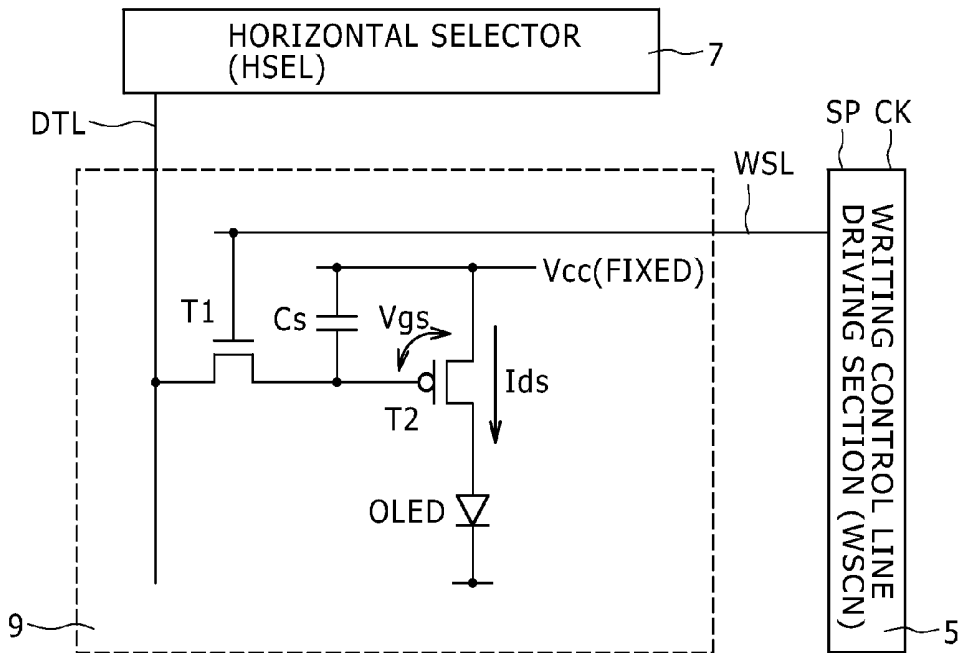 HORIZONTAL SELECTOR
(HSEL)
7
DTL
SP CK
WSL
WRITING CONTROL LINE
DRIVING SECTION (WSCN)
Vcc(FIXED)
T1
Cs
Vgs
Ids
T2
OLED
9
5